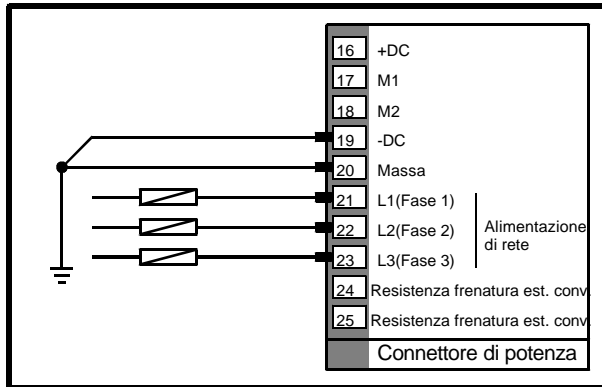 16 +DC
17 M1
18 M2
19 -DC
20 Massa
21 L1(Fase 1)
22 L2(Fase 2)
23 L3(Fase 3)
Alimentazione
di rete
24 Resistenza frenatura est. conv.
25 Resistenza frenatura est. conv.
Connettore di potenza